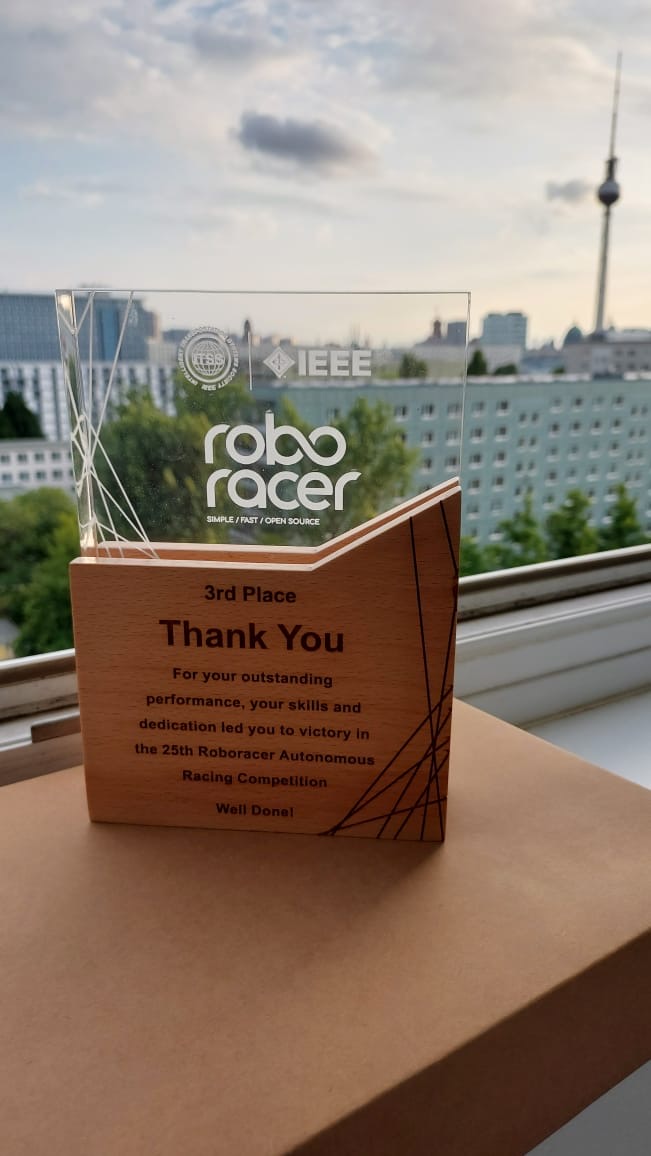 ITSS
IEEE
robo
racer
SIMPLE / FAST / OPEN SOURCE
3rd Place
Thank You
For your outstanding
performance, your skills and
dedication led you to victory in
the 25th Roboracer Autonomous
Racing Competition
Well Done!